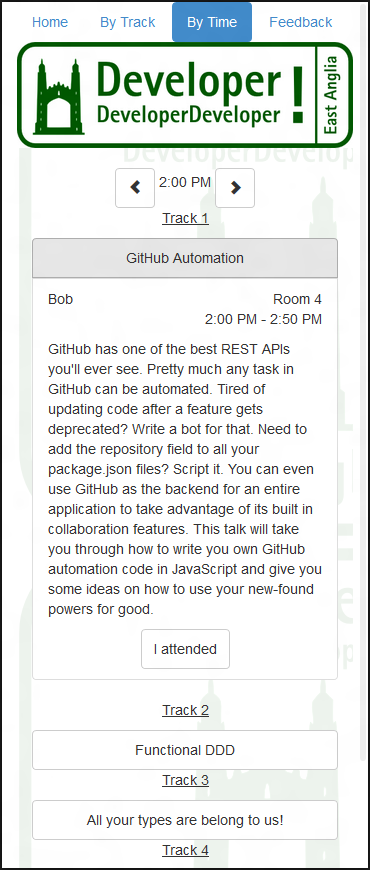 Home By Track By Time Feedback
Developer
DeveloperDeveloper
!
East Anglia
2:00 PM
Track 1
GitHub Automation
Bob Room 4
2:00 PM - 2:50 PM
GitHub has one of the best REST APIs
you'll ever see. Pretty much any task in
GitHub can be automated. Tired of
updating code after a feature gets
deprecated? Write a bot for that. Need to
add the repository field to all your
package.json files? Script it. You can even
use GitHub as the backend for an entire
application to take advantage of its built in
collaboration features. This talk will take
you through how to write you own GitHub
automation code in JavaScript and give you
some ideas on how to use your new-found
powers for good.
I attended
Track 2
Functional DDD
Track 3
All your types are belong to us!
Track 4